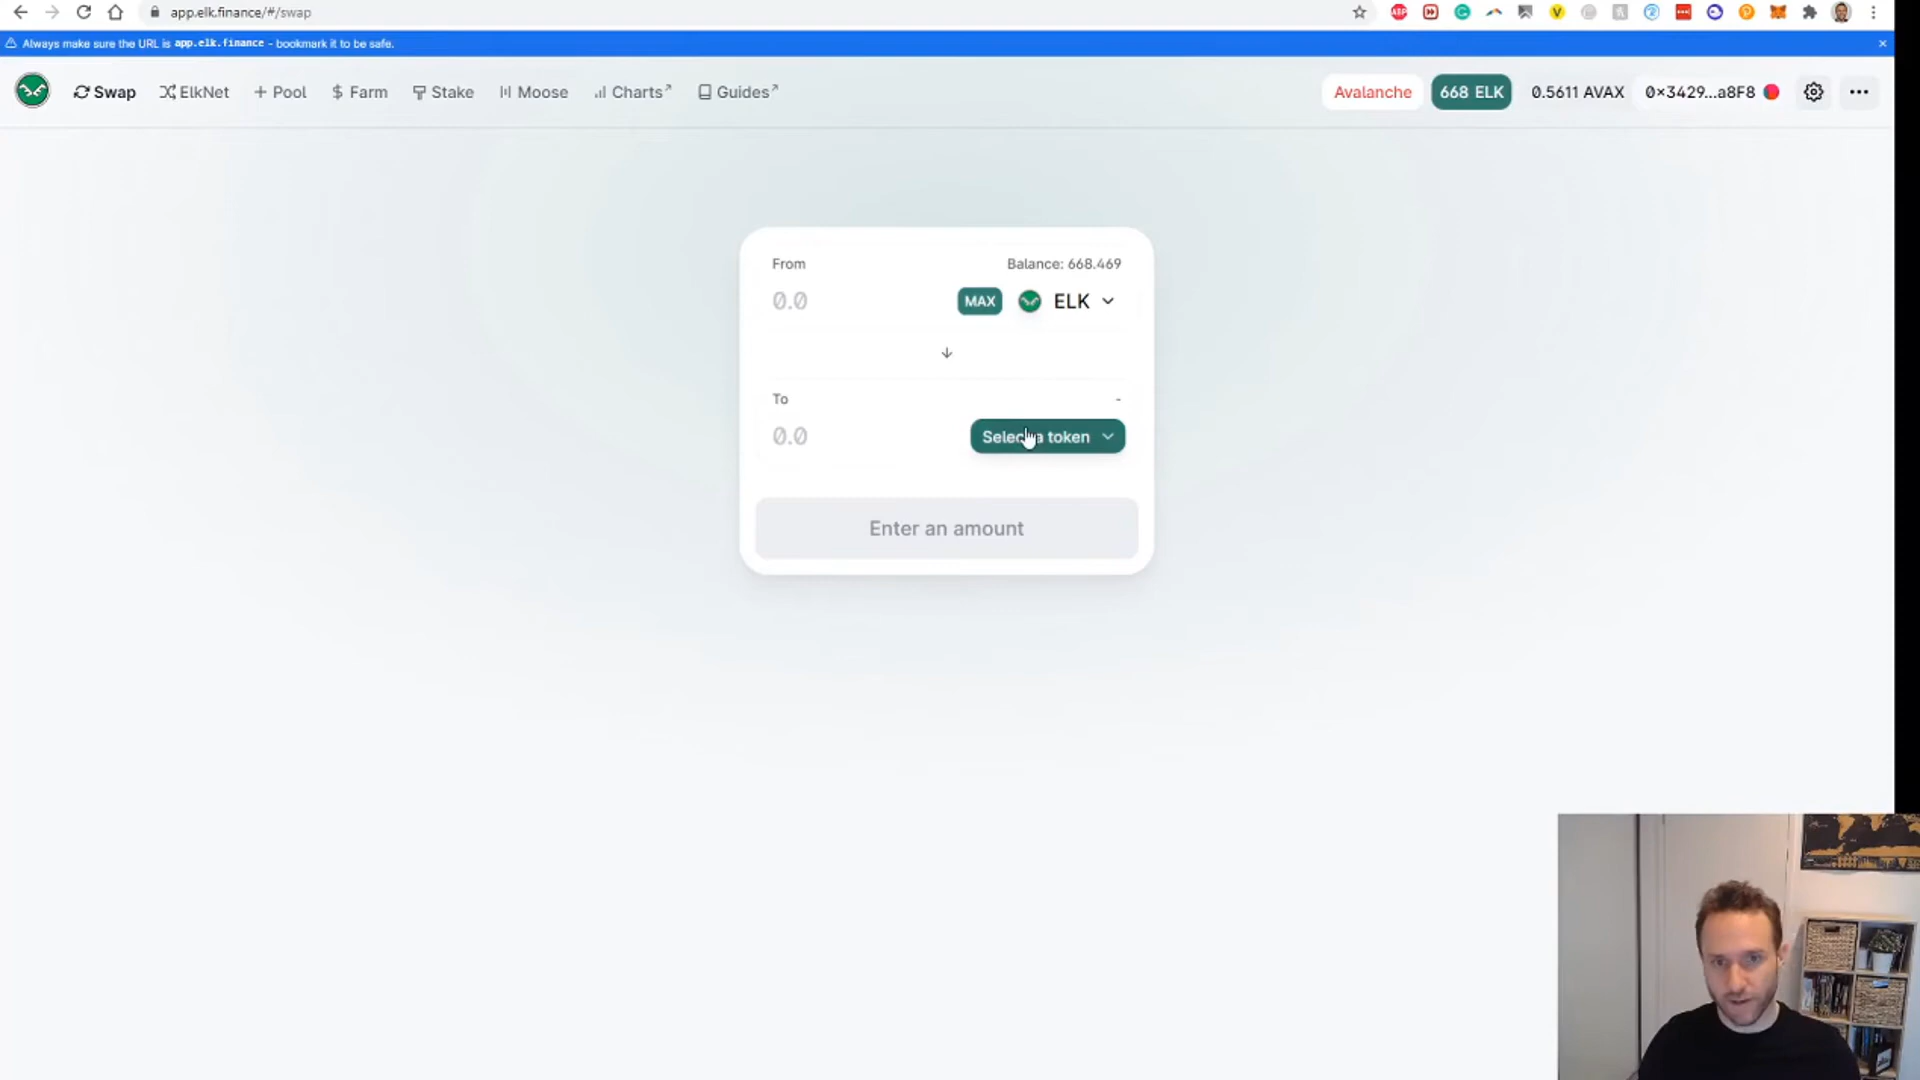 app.elk.finance/#/swap
Always make sure the URL is app.elk.finance - bookmark it to be safe.
Swap
ElkNet
+ Pool
$ Farm
Stake
Moose
Charts↗
Guides↗
Avalanche
668 ELK
0.5611 AVAX
0×3429...a8F8
From
Balance: 668.469
0.0
MAX
ELK
To
-
0.0
Select a token
Enter an amount